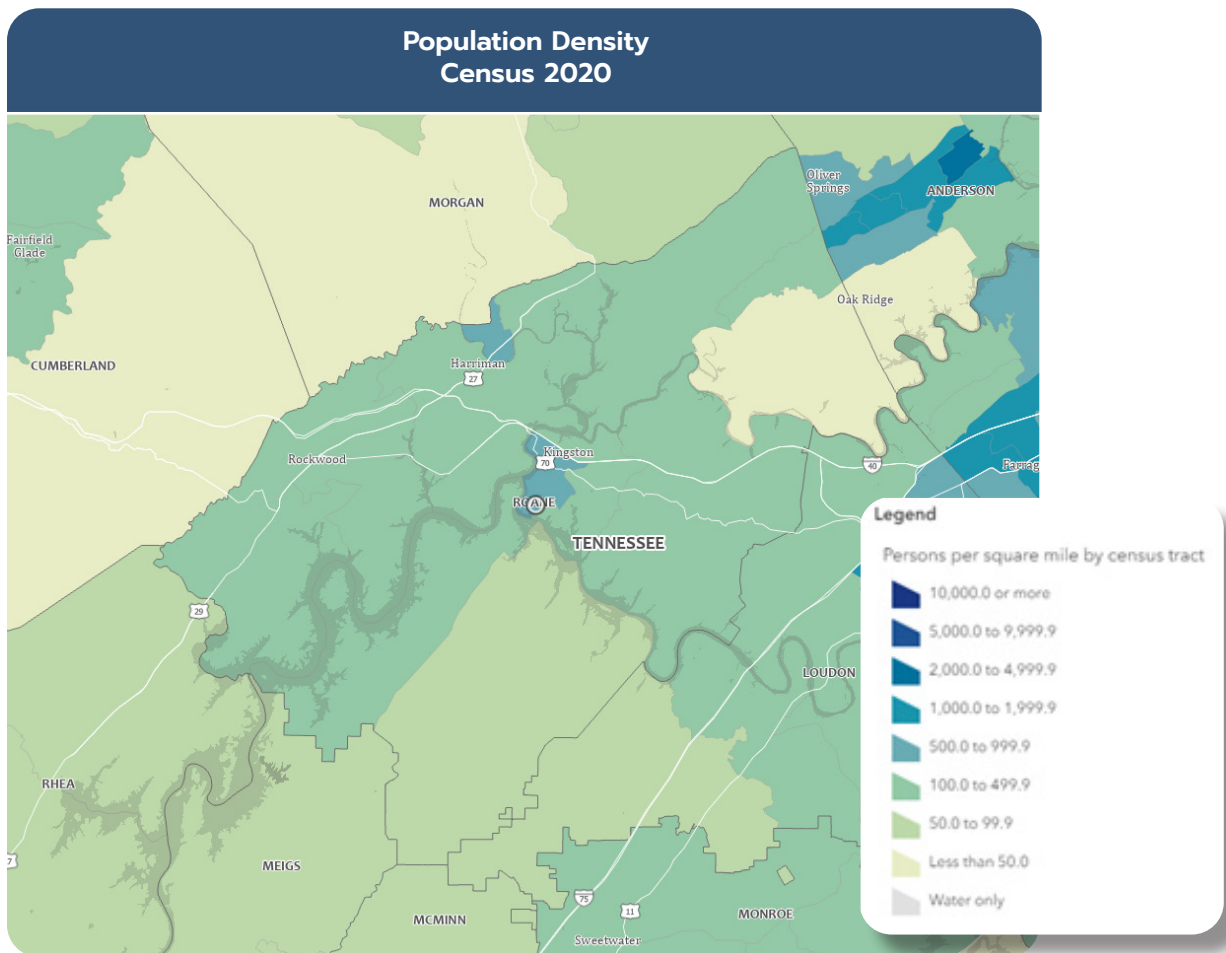 Population Density
Census 2020
MORGAN
Oliver
Springs
ANDERSON
Fairfield
Glade
Oak Ridge
CUMBERLAND
Harriman
27
Rockwood
Kingston
70
40
ROANE
TENNESSEE
29
LOUDON
RHEA
MEIGS
7
75
11
MCMINN
MONROE
Sweetwater
Legend
Persons per square mile by census tract
10,000.0 or more
5,000.0 to 9,999.9
2,000.0 to 4,999.9
1,000.0 to 1,999.9
500.0 to 999.9
100.0 to 499.9
50.0 to 99.9
Less than 50.0
Water only
Farrag